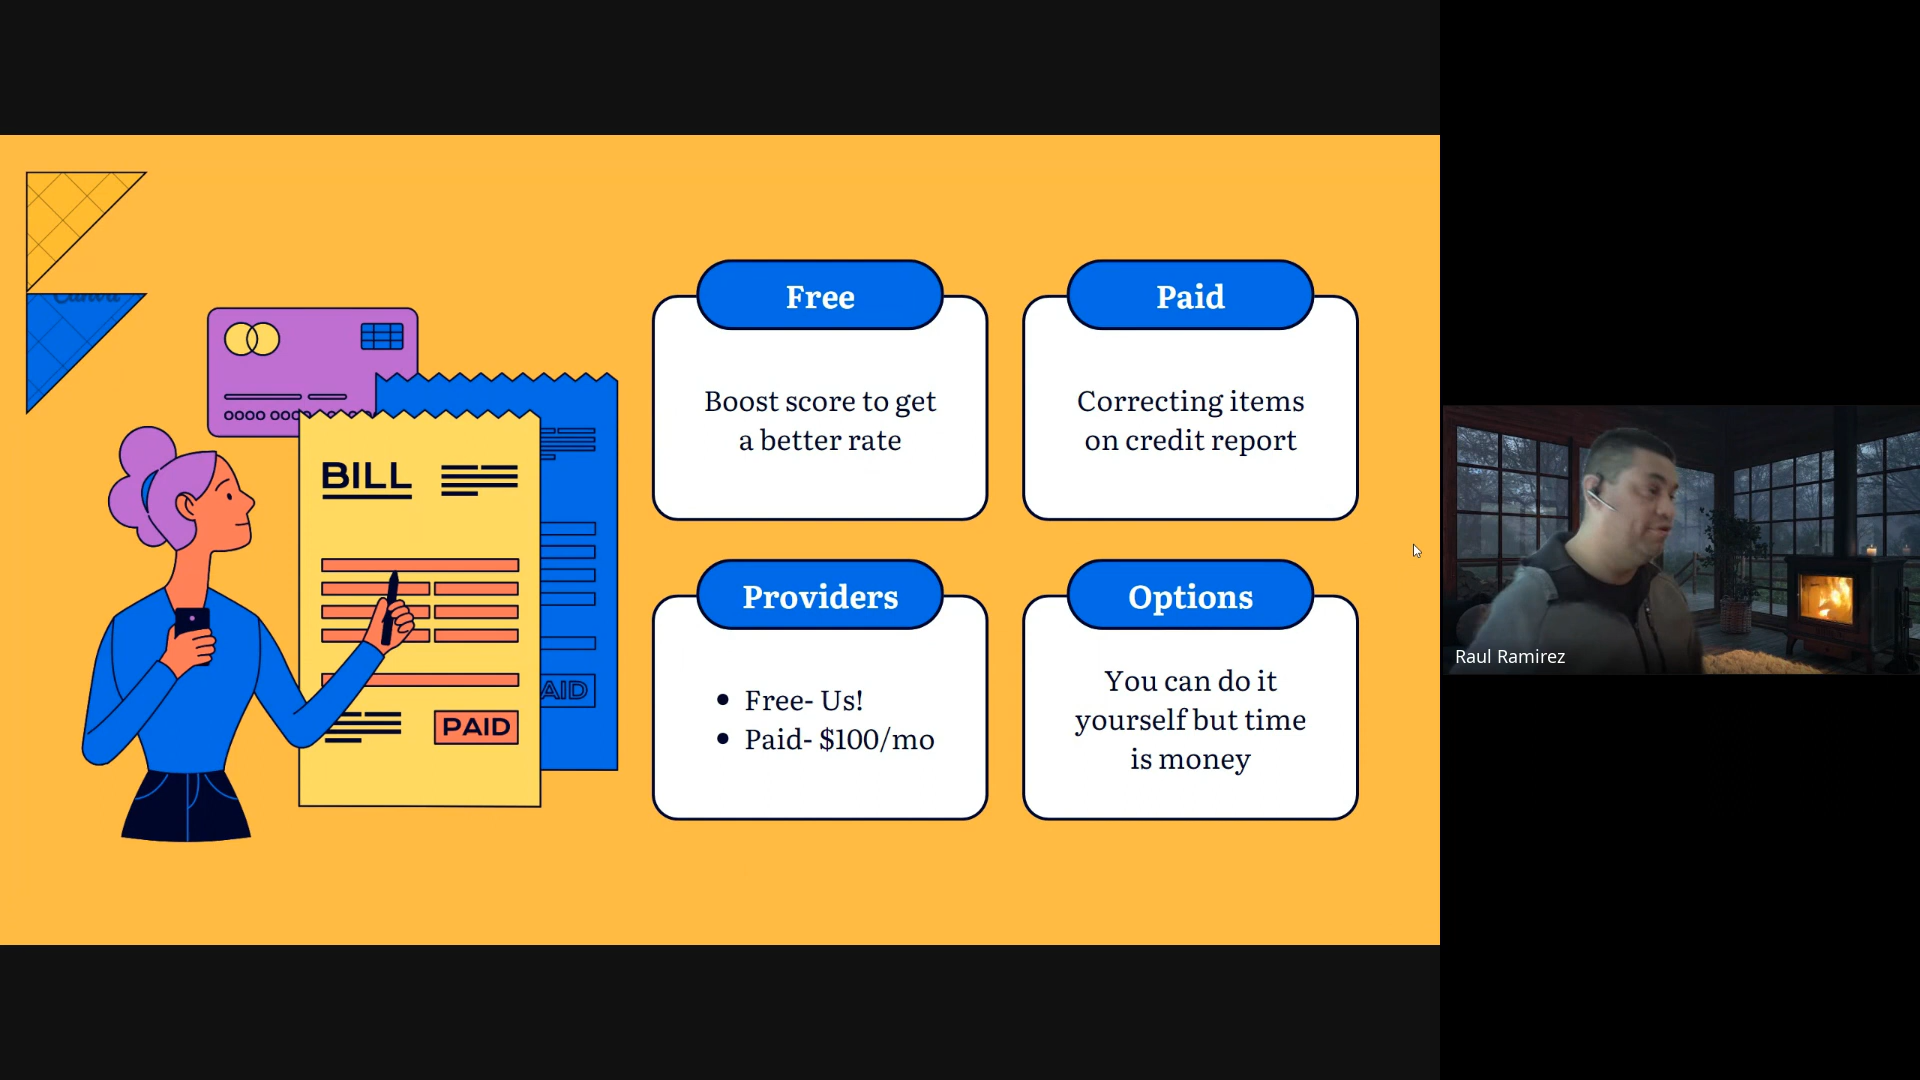 Canva
BILL
PAID
AID
Free
Boost score to get
a better rate
Paid
Correcting items
on credit report
Providers
• Free- Us!
• Paid- $100/mo
Options
You can do it
yourself but time
is money
Raul Ramirez